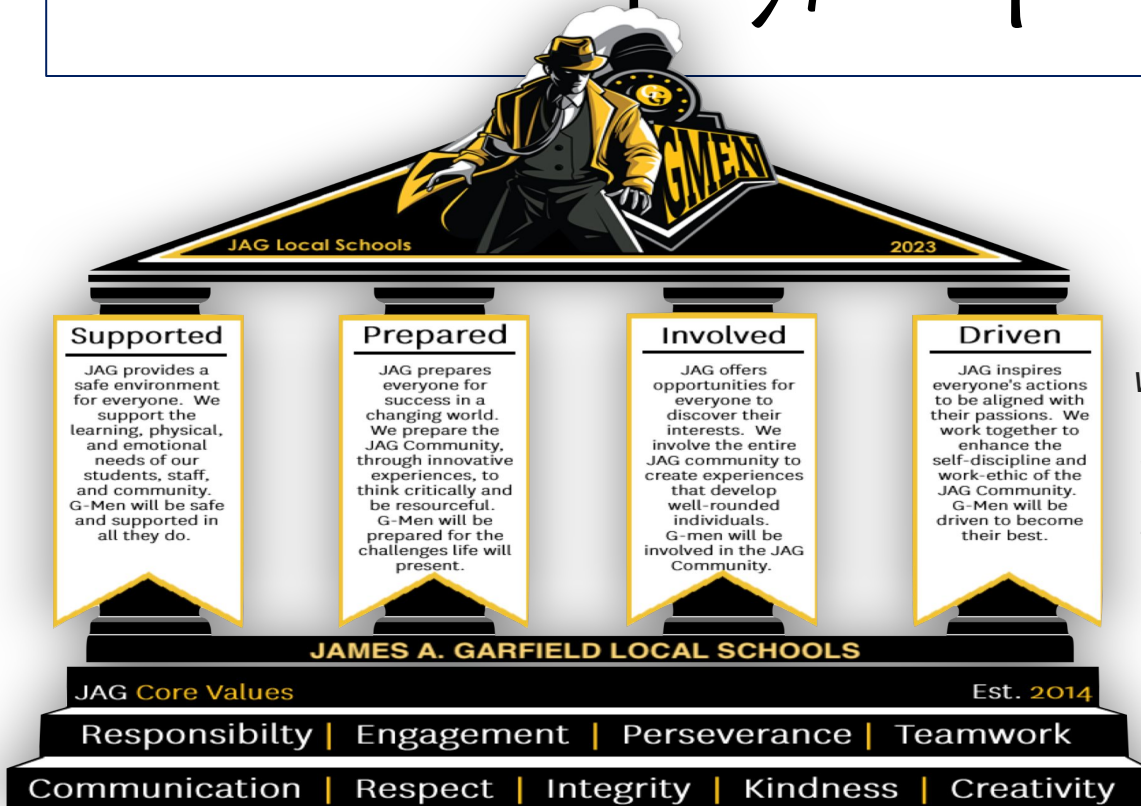 GG
GMEN
JAG Local Schools
2023
Supported
JAG provides a
safe environment
for everyone. We
support the
learning, physical,
and emotional
needs of our
students, staff,
and community.
G-Men will be safe
and supported in
all they do.
Prepared
JAG prepares
everyone for
success in a
changing world.
We prepare the
JAG Community,
through innovative
experiences, to
think critically and
be resourceful.
G-Men will be
prepared for the
challenges life will
present.
Involved
JAG offers
opportunities for
everyone to
discover their
interests. We
involve the entire
JAG community to
create experiences
that develop
well-rounded
individuals.
G-men will be
involved in the JAG
Community.
Driven
JAG inspires
everyone's actions
to be aligned with
their passions. We
work together to
enhance the
self-discipline and
work-ethic of the
JAG Community.
G-Men will be
driven to become
their best.
JAMES A. GARFIELD LOCAL SCHOOLS
JAG Core Values
Est. 2014
Responsibilty | Engagement | Perseverance | Teamwork
Communication | Respect | Integrity | Kindness | Creativity